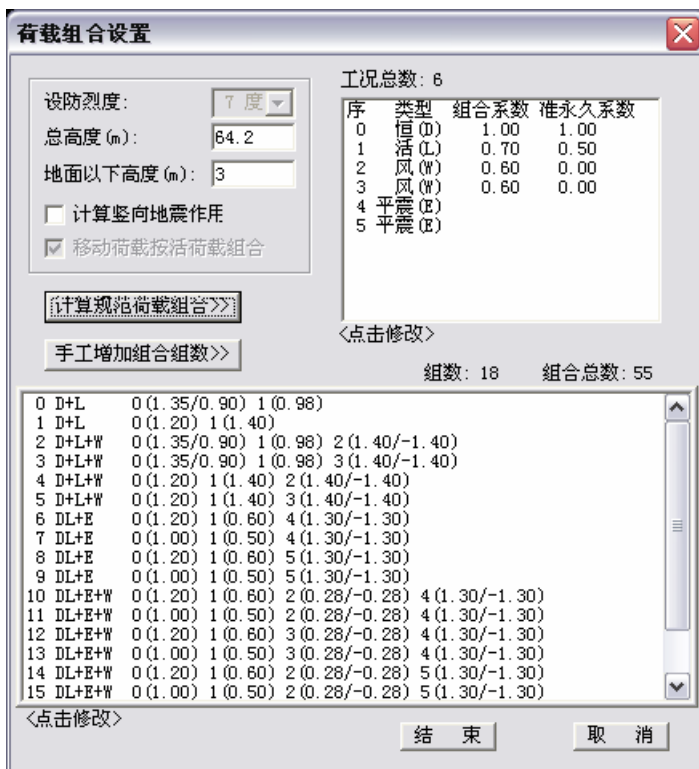 荷载组合设置
设防烈度: 7 度
总高度(m): 64.2
地面以下高度(m): 3
计算竖向地震作用
移动荷载按活荷载组合
计算规范荷载组合>>
手工增加组合组数>>
工况总数: 6
序 类型 组合系数 准永久系数
0 恒(D) 1.00 1.00
1 活(L) 0.70 0.50
2 风(W) 0.60 0.00
3 风(W) 0.60 0.00
4 平震(E)
5 平震(E)
<点击修改>
组数: 18 组合总数: 55
0 D+L 0(1.35/0.90) 1(0.98)
1 D+L 0(1.20) 1(1.40)
2 D+L+W 0(1.35/0.90) 1(0.98) 2(1.40/-1.40)
3 D+L+W 0(1.35/0.90) 1(0.98) 3(1.40/-1.40)
4 D+L+W 0(1.20) 1(1.40) 2(1.40/-1.40)
5 D+L+W 0(1.20) 1(1.40) 3(1.40/-1.40)
6 DL+E 0(1.20) 1(0.60) 4(1.30/-1.30)
7 DL+E 0(1.00) 1(0.50) 4(1.30/-1.30)
8 DL+E 0(1.20) 1(0.60) 5(1.30/-1.30)
9 DL+E 0(1.00) 1(0.50) 5(1.30/-1.30)
10 DL+E+W 0(1.20) 1(0.60) 2(0.28/-0.28) 4(1.30/-1.30)
11 DL+E+W 0(1.00) 1(0.50) 2(0.28/-0.28) 4(1.30/-1.30)
12 DL+E+W 0(1.20) 1(0.60) 3(0.28/-0.28) 4(1.30/-1.30)
13 DL+E+W 0(1.00) 1(0.50) 3(0.28/-0.28) 4(1.30/-1.30)
14 DL+E+W 0(1.20) 1(0.60) 2(0.28/-0.28) 5(1.30/-1.30)
15 DL+E+W 0(1.00) 1(0.50) 2(0.28/-0.28) 5(1.30/-1.30)
<点击修改>
结 束 取 消